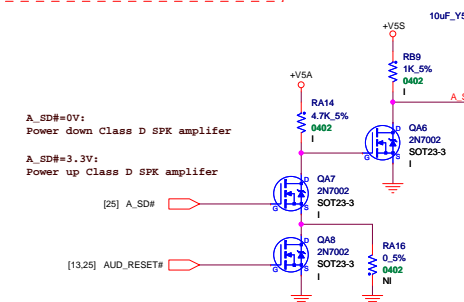 10uF_Y5
+V5S
RB9
1K_5%
0402
I
A_S
+V5A
RA14
4.7K_5%
0402
I
A_SD#=0V:
Power down Class D SPK amplifer
QA6
2N7002
SOT23-3
I
D
G
S
A_SD#=3.3V:
Power up Class D SPK amplifer
QA7
2N7002
SOT23-3
I
D
G
S
[25] A_SD#
QA8
2N7002
SOT23-3
I
D
G
S
[13,25] AUD_RESET#
RA16
0_5%
0402
NI